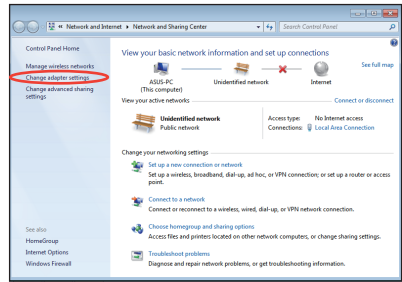 Network and Internet
Network and Sharing Center
Search Control Panel
Control Panel Home
Manage wireless networks
Change adapter settings
Change advanced sharing
settings
See also
HomeGroup
Internet Options
Windows Firewall
View your basic network information and set up connections
See full map
ASUS-PC
(This computer)
Unidentified network
Internet
View your active networks
Connect or disconnect
Unidentified network
Public network
Access type: No Internet access
Connections: Local Area Connection
Change your networking settings
Set up a new connection or network
Set up a wireless, broadband, dial-up, ad hoc, or VPN connection; or set up a router or access
point.
Connect to a network
Connect or reconnect to a wireless, wired, dial-up, or VPN network connection.
Choose homegroup and sharing options
Access files and printers located on other network computers, or change sharing settings.
Troubleshoot problems
Diagnose and repair network problems, or get troubleshooting information.